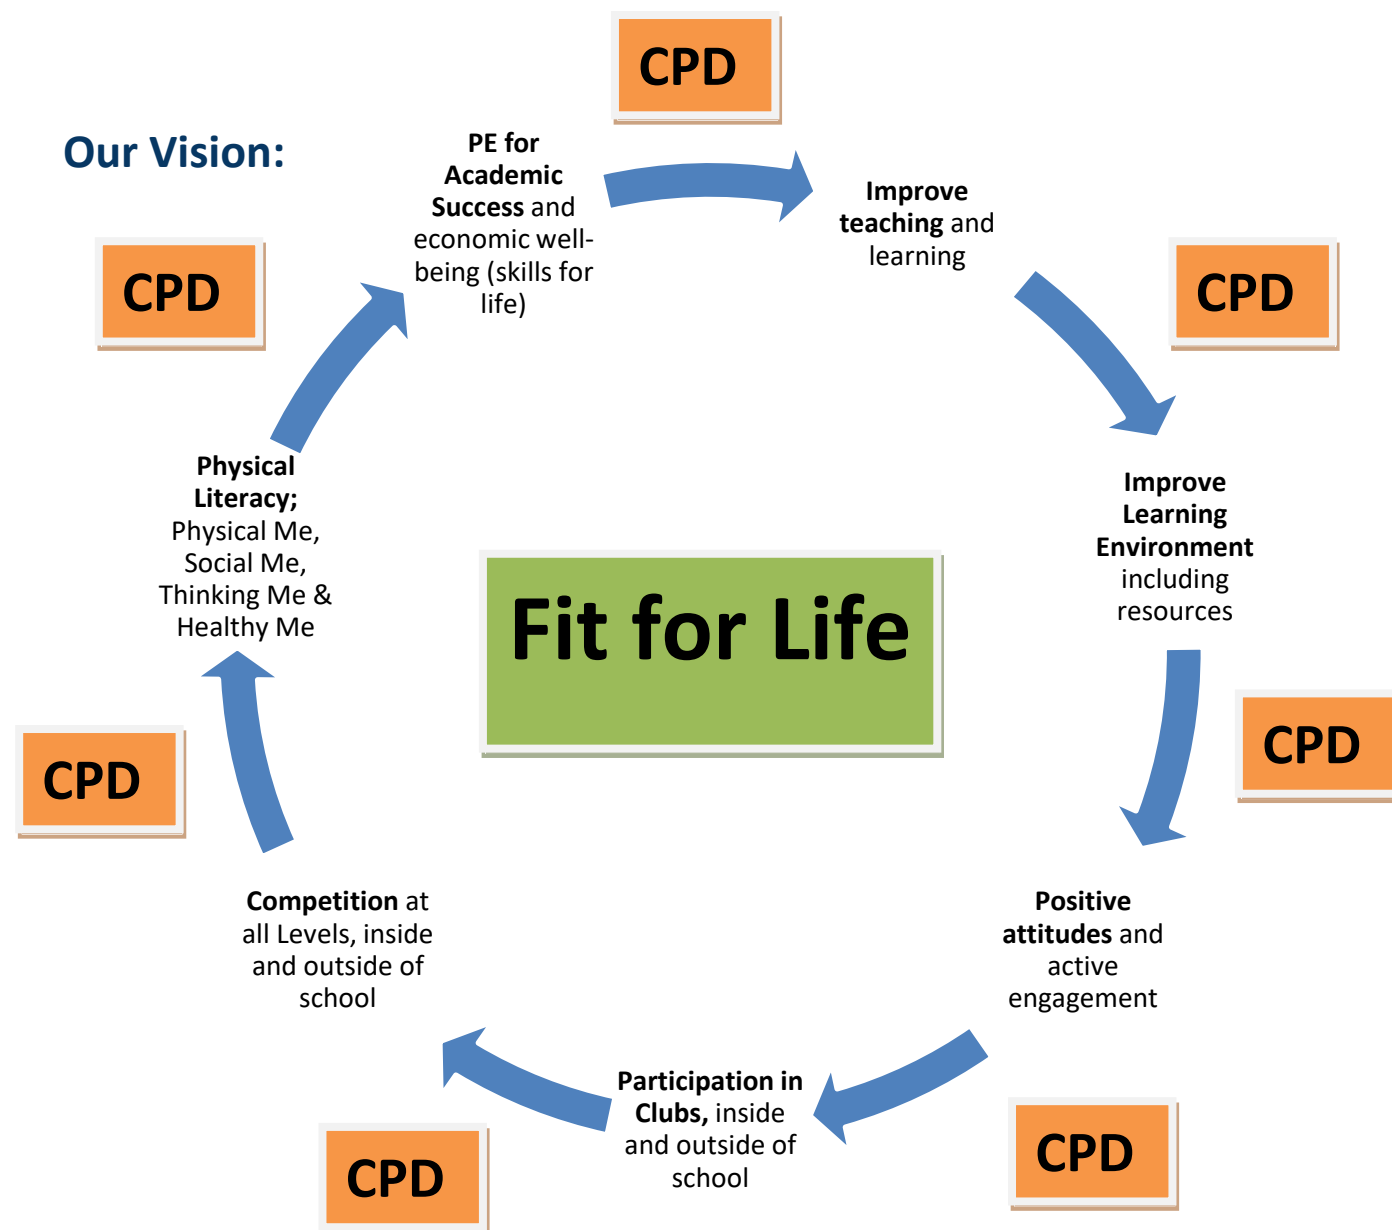 CPD
Our Vision:
PE for
Academic
Success and
economic well-
being (skills for
life)
Improve
teaching and
learning
CPD
CPD
Improve
Learning
Environment
including
resources
Physical
Literacy;
Physical Me,
Social Me,
Thinking Me &
Healthy Me
Fit for Life
CPD
CPD
Positive
attitudes and
active
engagement
Competition at
all Levels, inside
and outside of
school
Participation in
Clubs, inside
and outside of
school
CPD
CPD